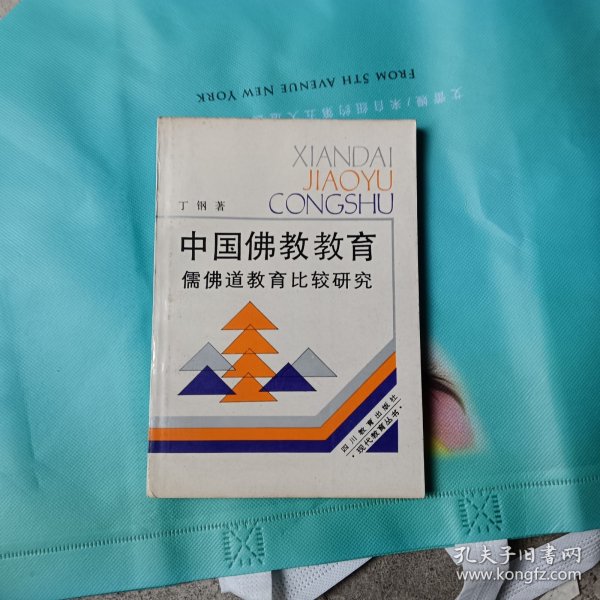 FROM 5TH AVENUE NEW YORK
XIANDAI
JIAOYU
CONGSHU
丁钢著
中国佛教教育
儒佛道教育比较研究
四川教育出版社
·现代教育丛书·
孔夫子旧书网
www.kongfz.com